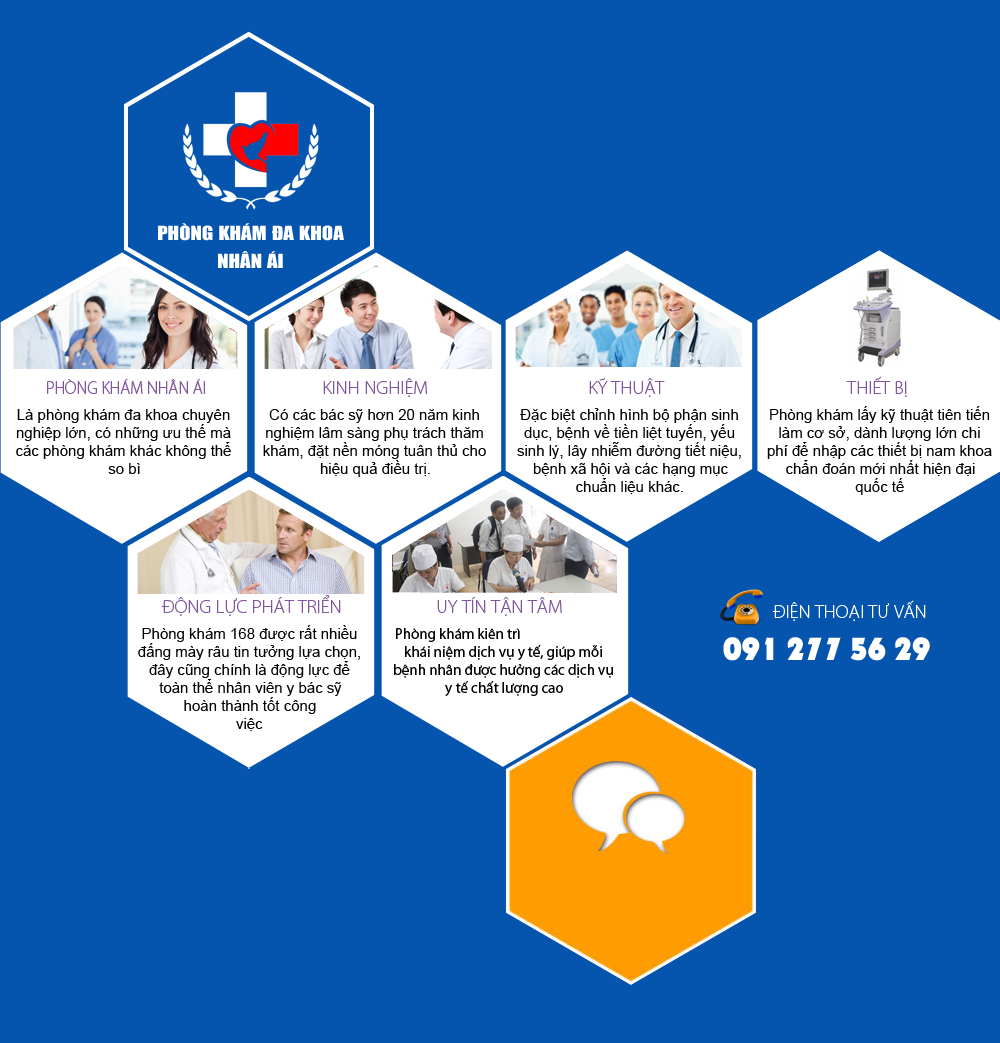 PHÒNG KHÁM ĐA KHOA
NHÂN ÁI
PHÒNG KHÁM NHÂN ÁI
Là phòng khám đa khoa chuyên
nghiệp lớn, có những ưu thế mà
các phòng khám khác không thể
so bì
KINH NGHIỆM
Có các bác sỹ hơn 20 năm kinh
nghiệm lâm sàng phụ trách thăm
khám, đặt nền móng tuân thủ cho
hiệu quả điều trị.
KỸ THUẬT
Đặc biệt chỉnh hình bộ phận sinh
dục, bệnh về tiền liệt tuyến, yếu
sinh lý, lây nhiễm đường tiết niệu,
bệnh xã hội và các hạng mục
chuẩn liệu khác.
THIẾT BỊ
Phòng khám lấy kỹ thuật tiên tiến
làm cơ sở, dành lượng lớn chi
phí để nhập các thiết bị nam khoa
chẩn đoán mới nhất hiện đại
quốc tế
ĐỘNG LỰC PHÁT TRIỂN
Phòng khám 168 được rất nhiều
đấng mày râu tin tưởng lựa chọn,
đây cũng chính là động lực để
toàn thể nhân viên y bác sỹ
hoàn thành tốt công
việc
UY TÍN TẬN TÂM
Phòng khám kiên trì
khái niệm dịch vụ y tế, giúp mỗi
bệnh nhân được hưởng các dịch vụ
y tế chất lượng cao
ĐIỆN THOẠI TƯ VẤN
091 277 56 29